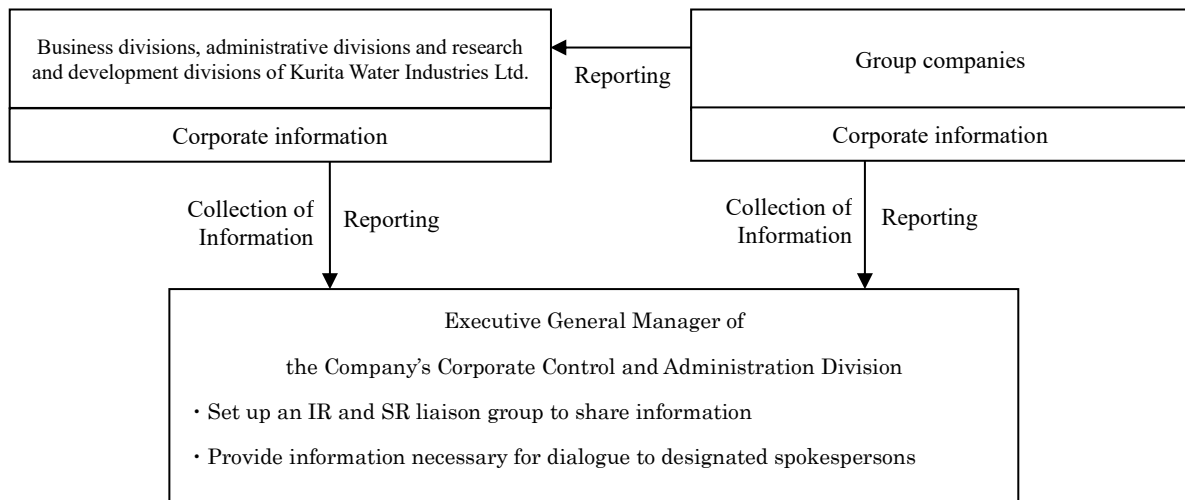 Business divisions, administrative divisions and research
and development divisions of Kurita Water Industries Ltd.
Reporting
Group companies
Corporate information
Corporate information
Collection of
Information
Reporting
Collection of
Information
Reporting
Executive General Manager of
the Company’s Corporate Control and Administration Division
・Set up an IR and SR liaison group to share information
・Provide information necessary for dialogue to designated spokespersons